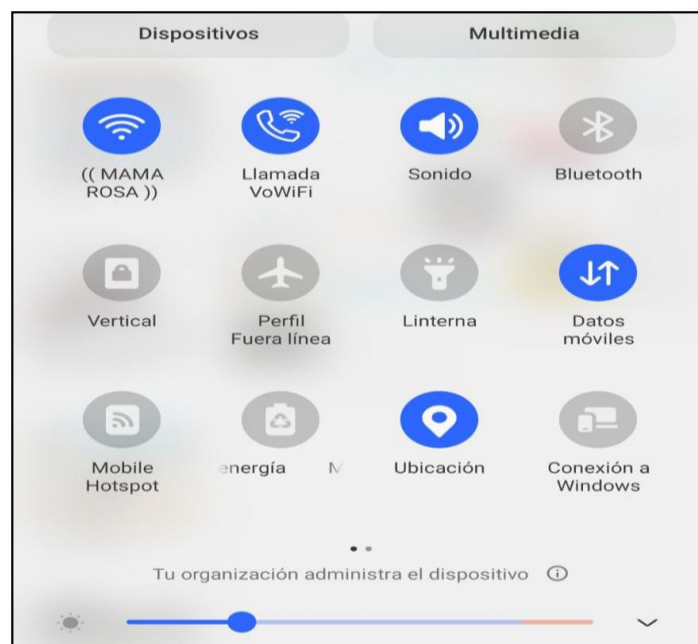 Dispositivos
Multimedia
(( MAMA
ROSA ))
Llamada
VoWiFi
Sonido
Bluetooth
Vertical
Perfil
Fuera línea
Linterna
Datos
móviles
Mobile
Hotspot
energía M
Ubicación
Conexión a
Windows
Tu organización administra el dispositivo